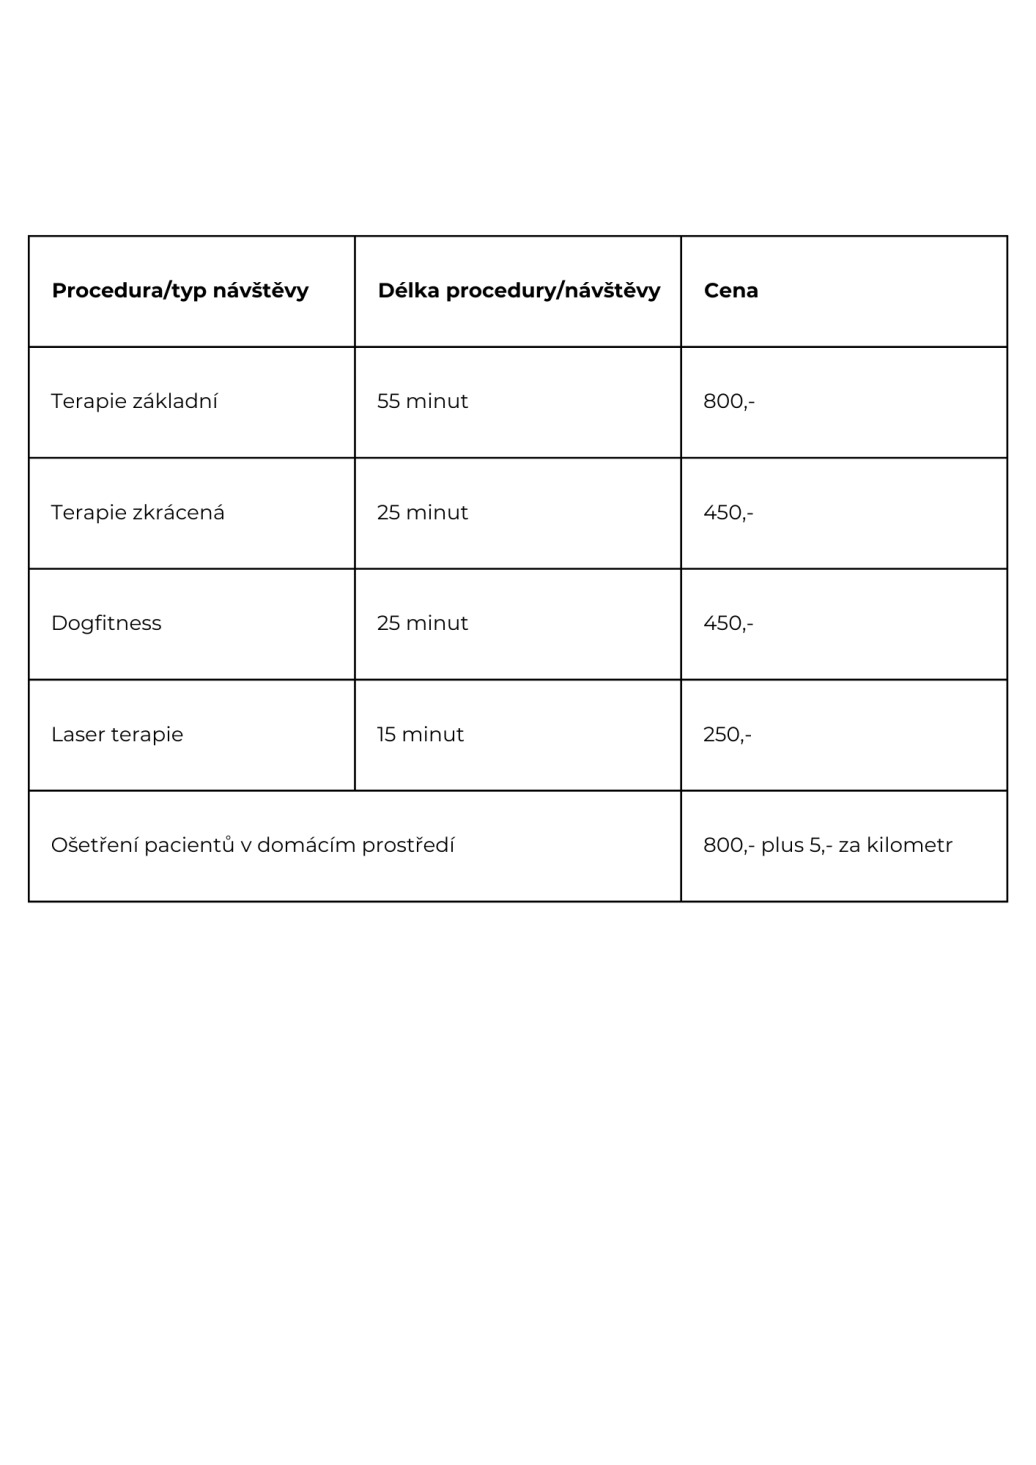 Procedura/typ návštěvy Délka procedury/návštěvy Cena
Terapie základní 55 minut 800,-
Terapie zkrácená 25 minut 450,-
Dogfitness 25 minut 450,-
Laser terapie 15 minut 250,-
Ošetření pacientů v domácím prostředí 800,- plus 5,- za kilometr